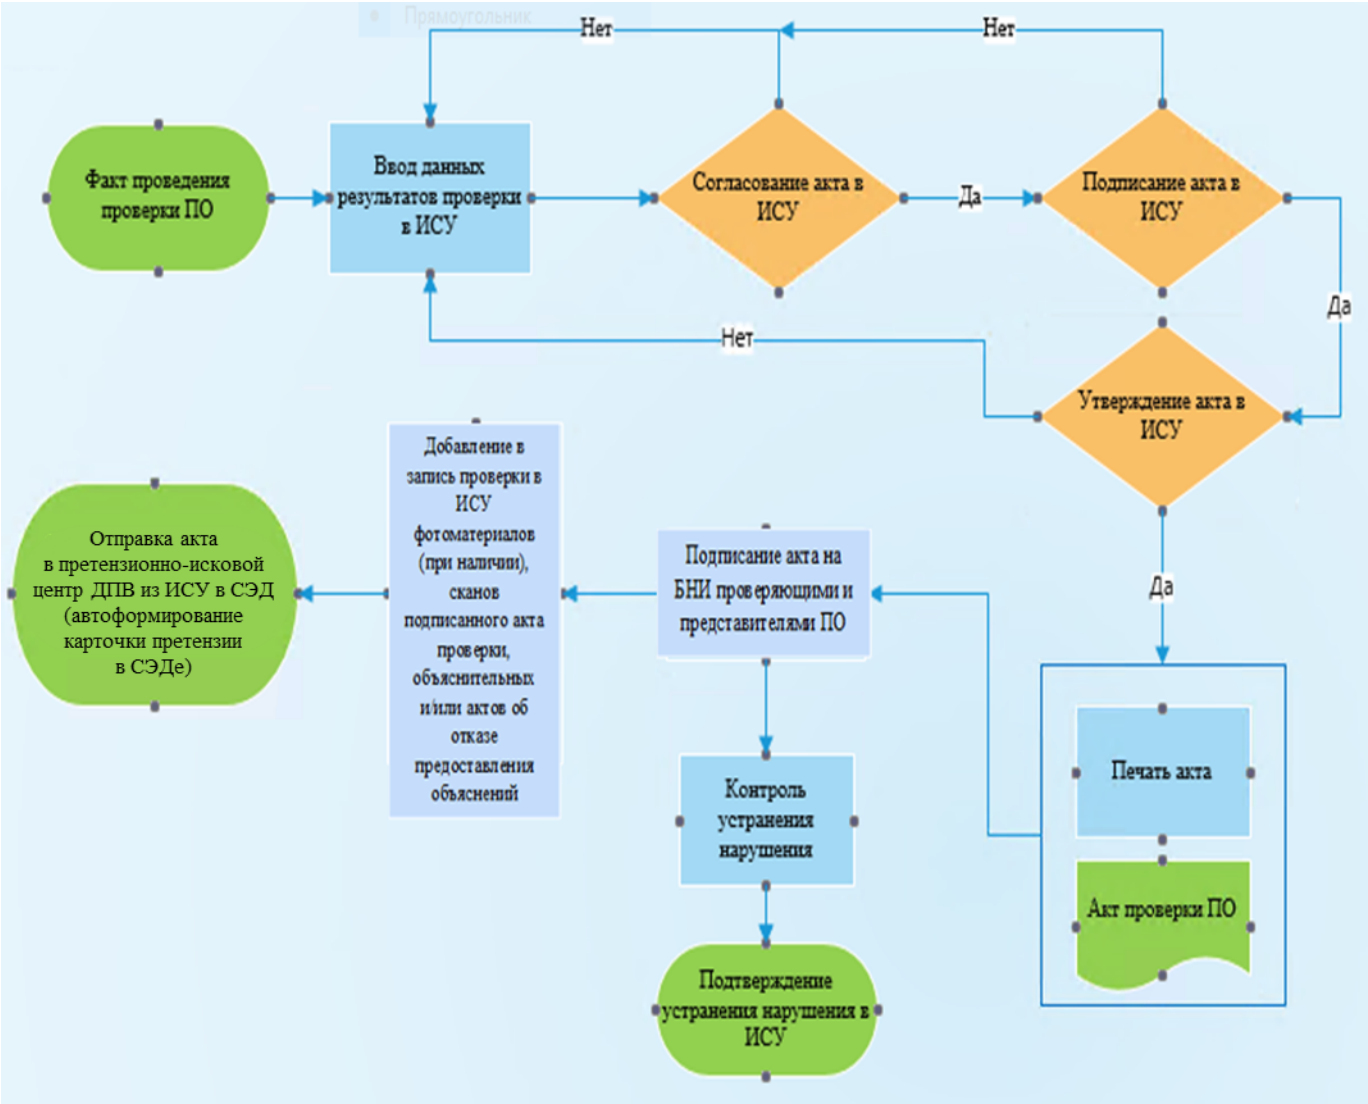 Прямоугольник
Нет
Нет
Факт проведения
проверки ПО
Ввод данных
результатов проверки
в ИСУ
Согласование акта в
ИСУ
Да
Подписание акта в
ИСУ
Да
Нет
Утверждение акта в
ИСУ
Да
Отправка акта
в претензионно-исковой
центр ДПВ из ИСУ в СЭД
(автоформирование
карточки претензии
в СЭДе)
Добавление в
запись проверки в
ИСУ
фотоматериалов
(при наличии),
сканов
подписанного акта
проверки,
объяснительных
и/или актов об
отказе
предоставления
объяснений
Подписание акта на
БНИ проверяющими и
представителями ПО
Контроль
устранения
нарушения
Подтверждение
устранения нарушения в
ИСУ
Печать акта
Акт проверки ПО